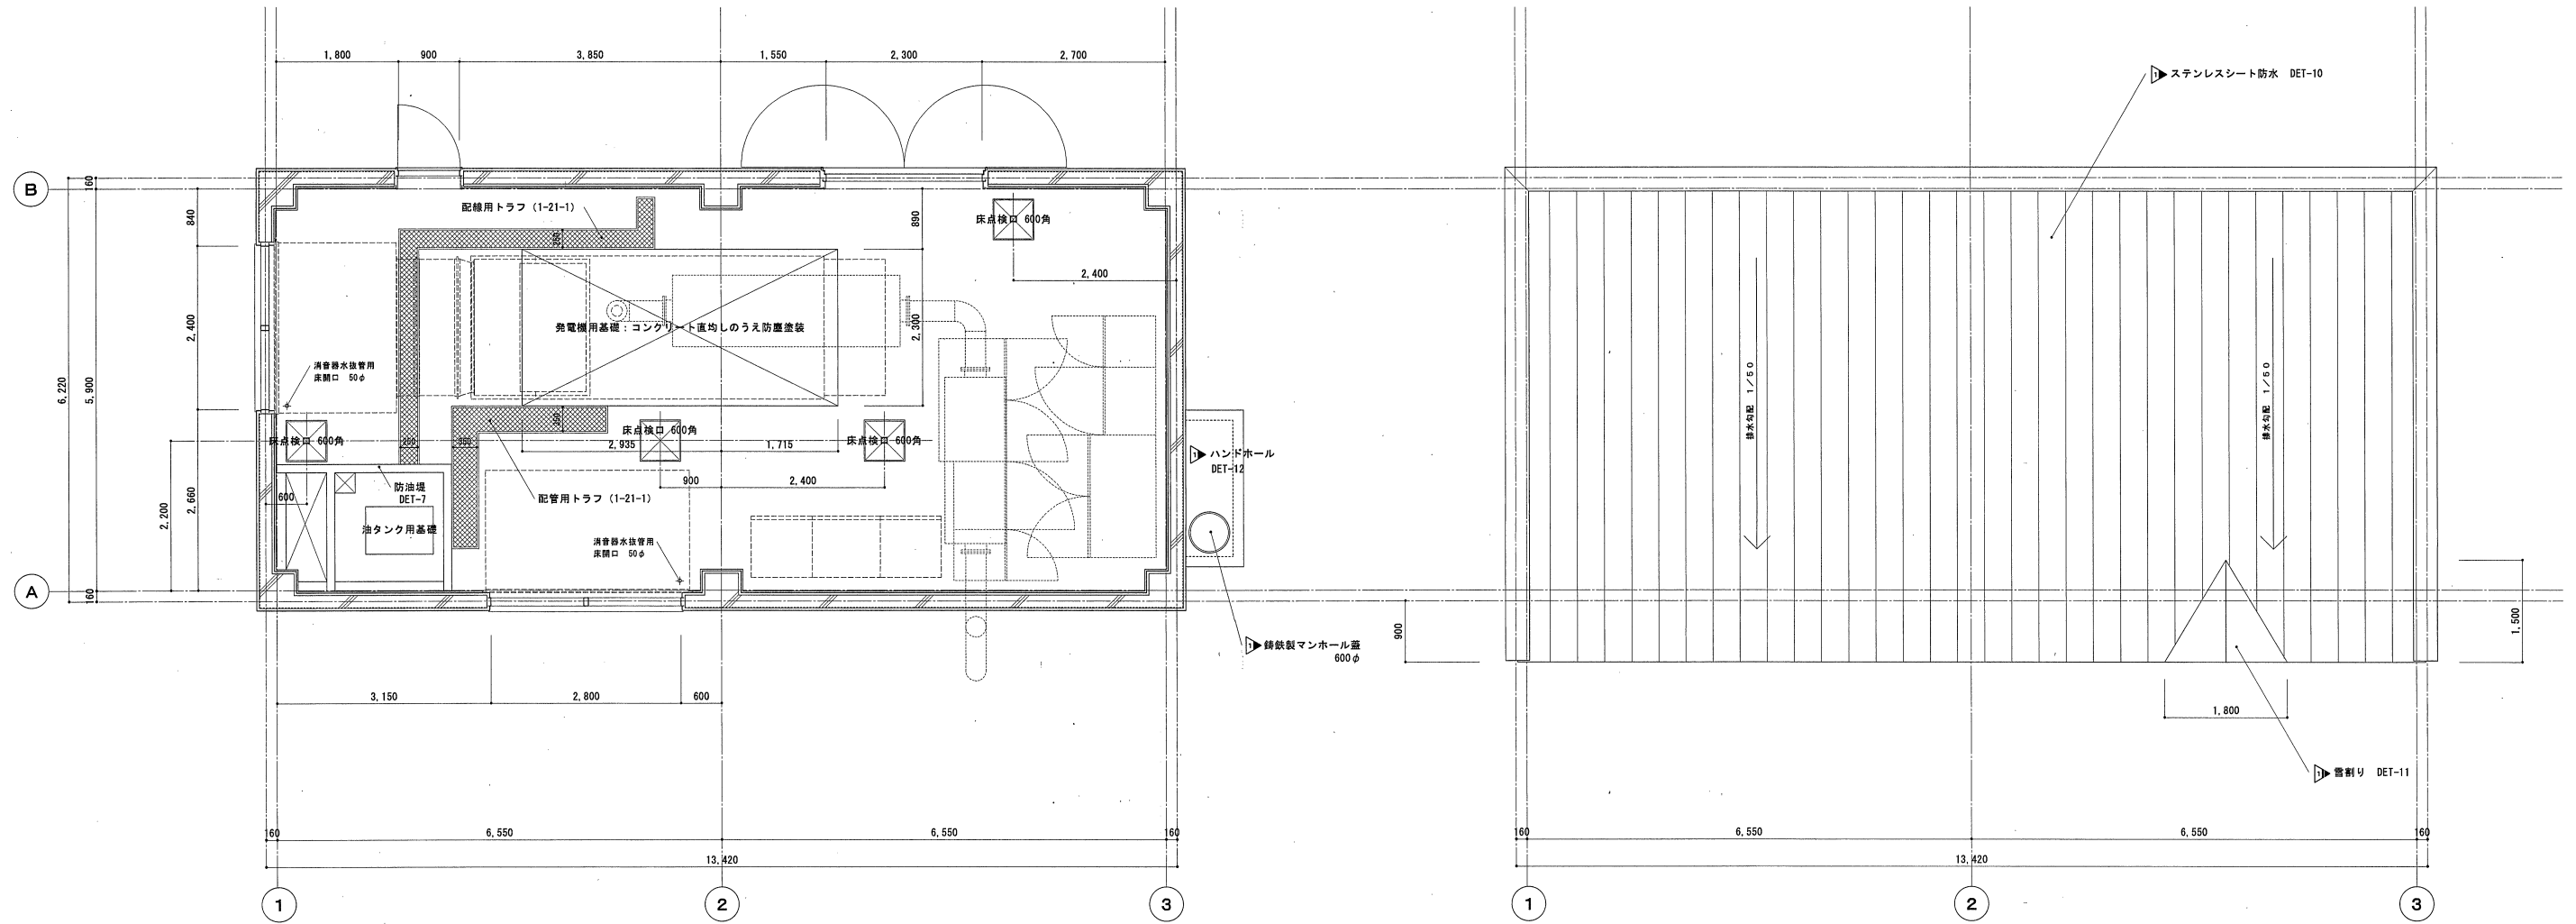 1,800
900
3,850
1,550
2,300
2,700
B
160
840
2,400
5,900
6,220
2,200
2,660
160
A
配線用トラフ (1-21-1)
250
890
床点検口 600角
2,400
発電機用基礎：コンクリート直均しのうえ防塵塗装
2,300
消音器水抜管用
床開口 50φ
床点検口 600角
床点検口 600角
床点検口 600角
2,935
1,715
900
2,400
600
防油堤
DET-7
配管用トラフ (1-21-1)
油タンク用基礎
消音器水抜管用
床開口 50φ
1 ハンドホール
DET-12
1 鋳鉄製マンホール蓋
600φ
3,150
2,800
600
160
6,550
6,550
160
13,420
1
2
3
1 ステンレスシート防水 DET-10
排水勾配 1/50
排水勾配 1/50
900
1,500
1,800
1 雪割り DET-11
160
6,550
6,550
160
13,420
1
2
3